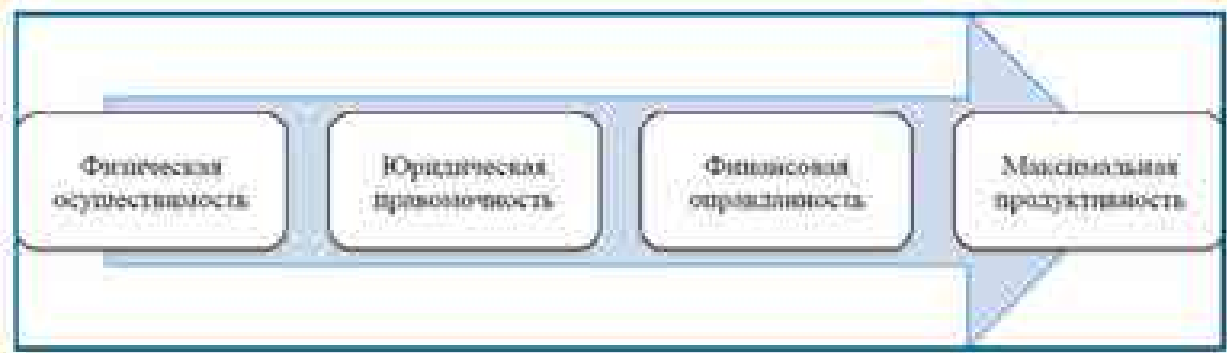 Физическая
осуществимость
Юридическая
правомочность
Финансовая
оправданность
Максимальная
продуктивность